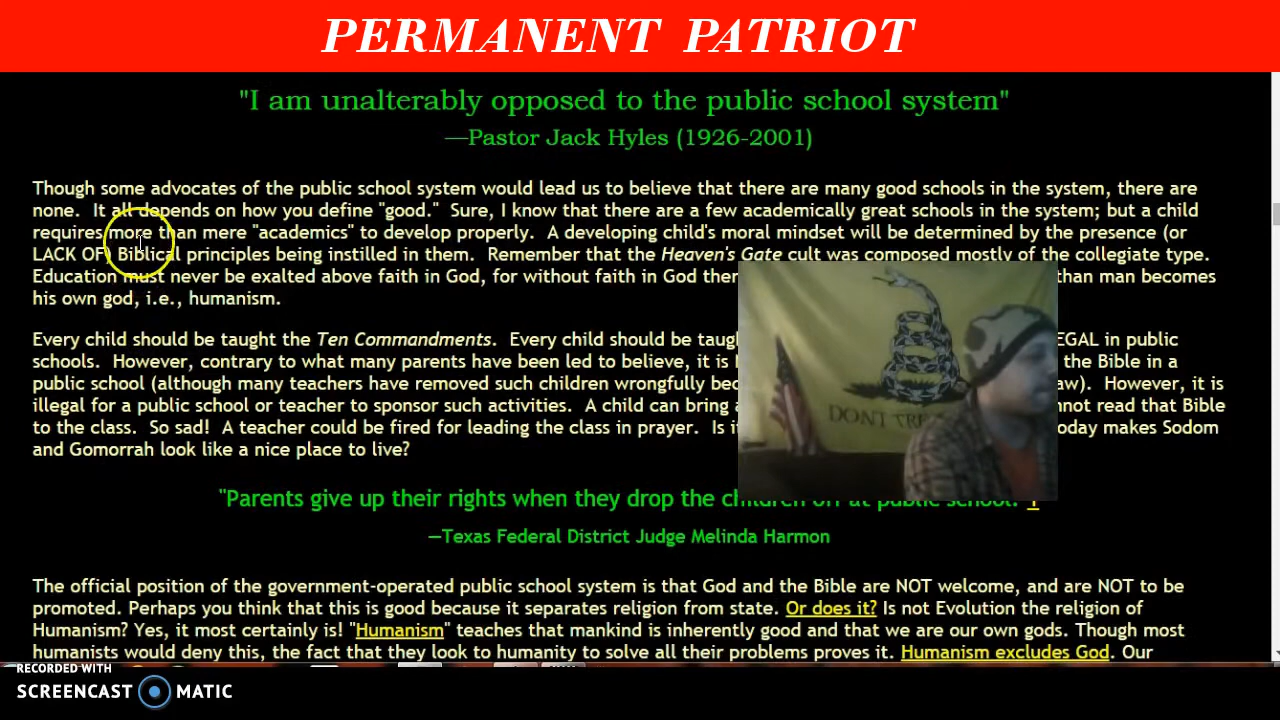 PERMANENT PATRIOT
"I am unalterably opposed to the public school system"
—Pastor Jack Hyles (1926-2001)
Though some advocates of the public school system would lead us to believe that there are many good schools in the system, there are
none.  It all depends on how you define "good."  Sure, I know that there are a few academically great schools in the system; but a child
requires more than mere "academics" to develop properly.  A developing child's moral mindset will be determined by the presence (or
LACK OF) Biblical principles being instilled in them.  Remember that the Heaven's Gate cult was composed mostly of the collegiate type.
Education must never be exalted above faith in God, for without faith in God than man becomes
his own god, i.e., humanism.
Every child should be taught the Ten Commandments.  Every child should be in public
schools.  However, contrary to what many parents have been led to believe, it is the Bible in a
public school (although many teachers have removed such children wrongfully However, it is
illegal for a public school or teacher to sponsor such activities.  A child can bring read that Bible
to the class.  So sad!  A teacher could be fired for leading the class in prayer.  Is makes Sodom
and Gomorrah look like a nice place to live?
DONT
"Parents give up their rights when they drop the children off at public school."
—Texas Federal District Judge Melinda Harmon
The official position of the government-operated public school system is that God and the Bible are NOT welcome, and are NOT to be
promoted. Perhaps you think that this is good because it separates religion from state. Or does it? Is not Evolution the religion of
Humanism? Yes, it most certainly is! "Humanism" teaches that mankind is inherently good and that we are our own gods. Though most
humanists would deny this, the fact that they look to humanity to solve all their problems proves it. Humanism excludes God. Our
RECORDED WITH
SCREENCAST MATIC